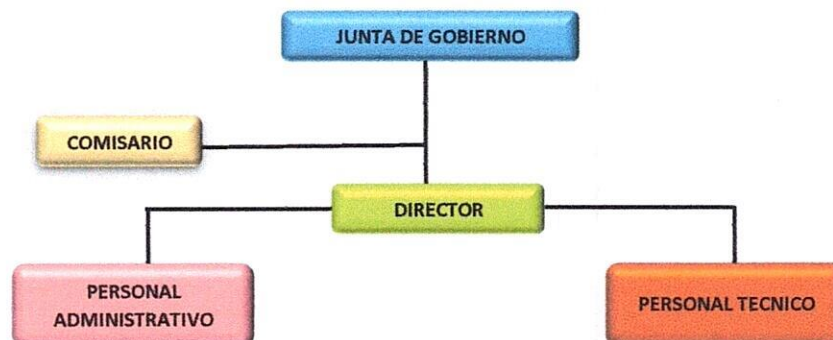 JUNTA DE GOBIERNO
COMISARIO
DIRECTOR
PERSONAL
ADMINISTRATIVO
PERSONAL TECNICO